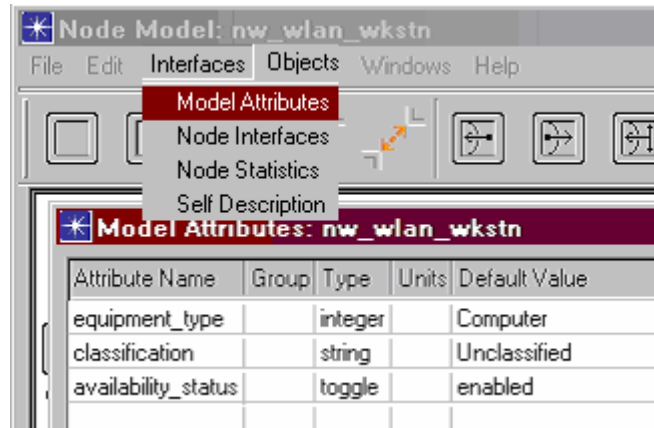 Node Model: nw_wlan_wkstn
File Edit Interfaces Objects Windows Help
Model Attributes
Node Interfaces
Node Statistics
Self Description
Model Attributes: nw_wlan_wkstn
Attribute Name Group Type Units Default Value
equipment_type integer Computer
classification string Unclassified
availability_status toggle enabled